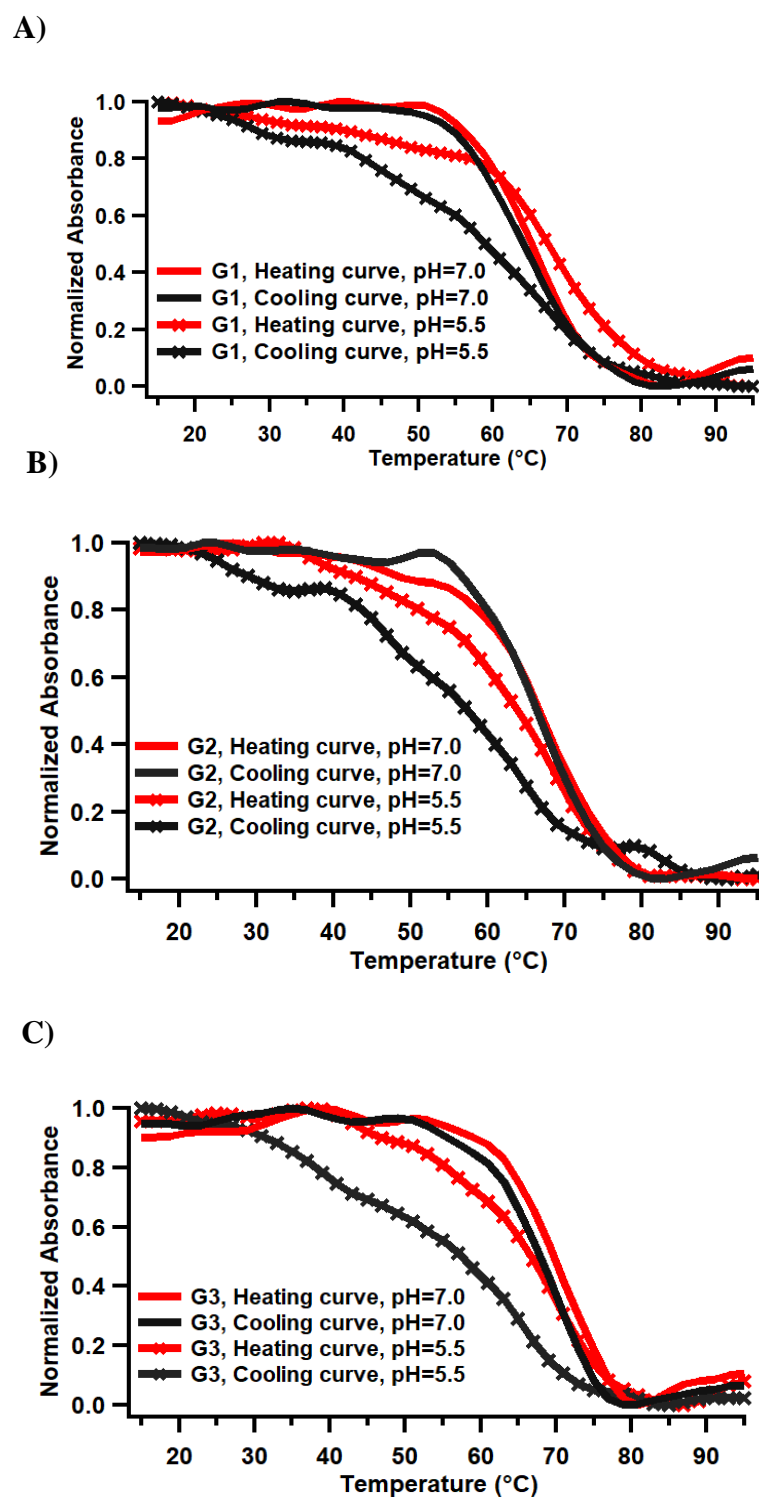 A)
Normalized Absorbance
1.0
0.8
0.6
0.4
0.2
0.0
G1, Heating curve, pH=7.0
G1, Cooling curve, pH=7.0
G1, Heating curve, pH=5.5
G1, Cooling curve, pH=5.5
20 30 40 50 60 70 80 90
Temperature (°C)
B)
Normalized Absorbance
1.0
0.8
0.6
0.4
0.2
0.0
G2, Heating curve, pH=7.0
G2, Cooling curve, pH=7.0
G2, Heating curve, pH=5.5
G2, Cooling curve, pH=5.5
20 30 40 50 60 70 80 90
Temperature (°C)
C)
Normalized Absorbance
1.0
0.8
0.6
0.4
0.2
0.0
G3, Heating curve, pH=7.0
G3, Cooling curve, pH=7.0
G3, Heating curve, pH=5.5
G3, Cooling curve, pH=5.5
20 30 40 50 60 70 80 90
Temperature (°C)